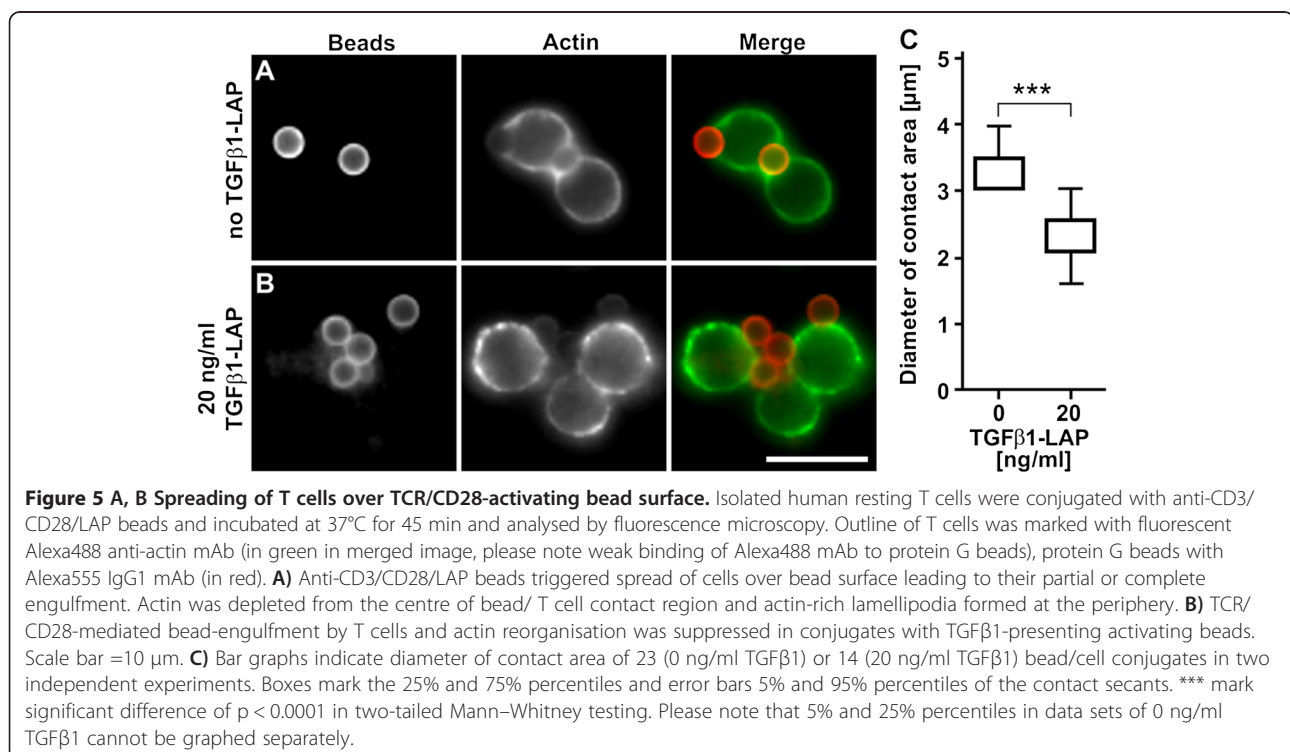 Beads Actin Merge
A
no TGFβ1-LAP
B
20 ng/ml
TGFβ1-LAP
C
Diameter of contact area [µm]
5
4
3
2
1
0
***
0 20
TGFβ1-LAP
[ng/ml]
Figure 5 A, B Spreading of T cells over TCR/CD28-activating bead surface. Isolated human resting T cells were conjugated with anti-CD3/
CD28/LAP beads and incubated at 37°C for 45 min and analysed by fluorescence microscopy. Outline of T cells was marked with fluorescent
Alexa488 anti-actin mAb (in green in merged image, please note weak binding of Alexa488 mAb to protein G beads), protein G beads with
Alexa555 IgG1 mAb (in red). A) Anti-CD3/CD28/LAP beads triggered spread of cells over bead surface leading to their partial or complete
engulfment. Actin was depleted from the centre of bead/ T cell contact region and actin-rich lamellipodia formed at the periphery. B) TCR/
CD28-mediated bead-engulfment by T cells and actin reorganisation was suppressed in conjugates with TGFβ1-presenting activating beads.
Scale bar =10 µm. C) Bar graphs indicate diameter of contact area of 23 (0 ng/ml TGFβ1) or 14 (20 ng/ml TGFβ1) bead/cell conjugates in two
independent experiments. Boxes mark the 25% and 75% percentiles and error bars 5% and 95% percentiles of the contact secants. *** mark
significant difference of p < 0.0001 in two-tailed Mann–Whitney testing. Please note that 5% and 25% percentiles in data sets of 0 ng/ml
TGFβ1 cannot be graphed separately.